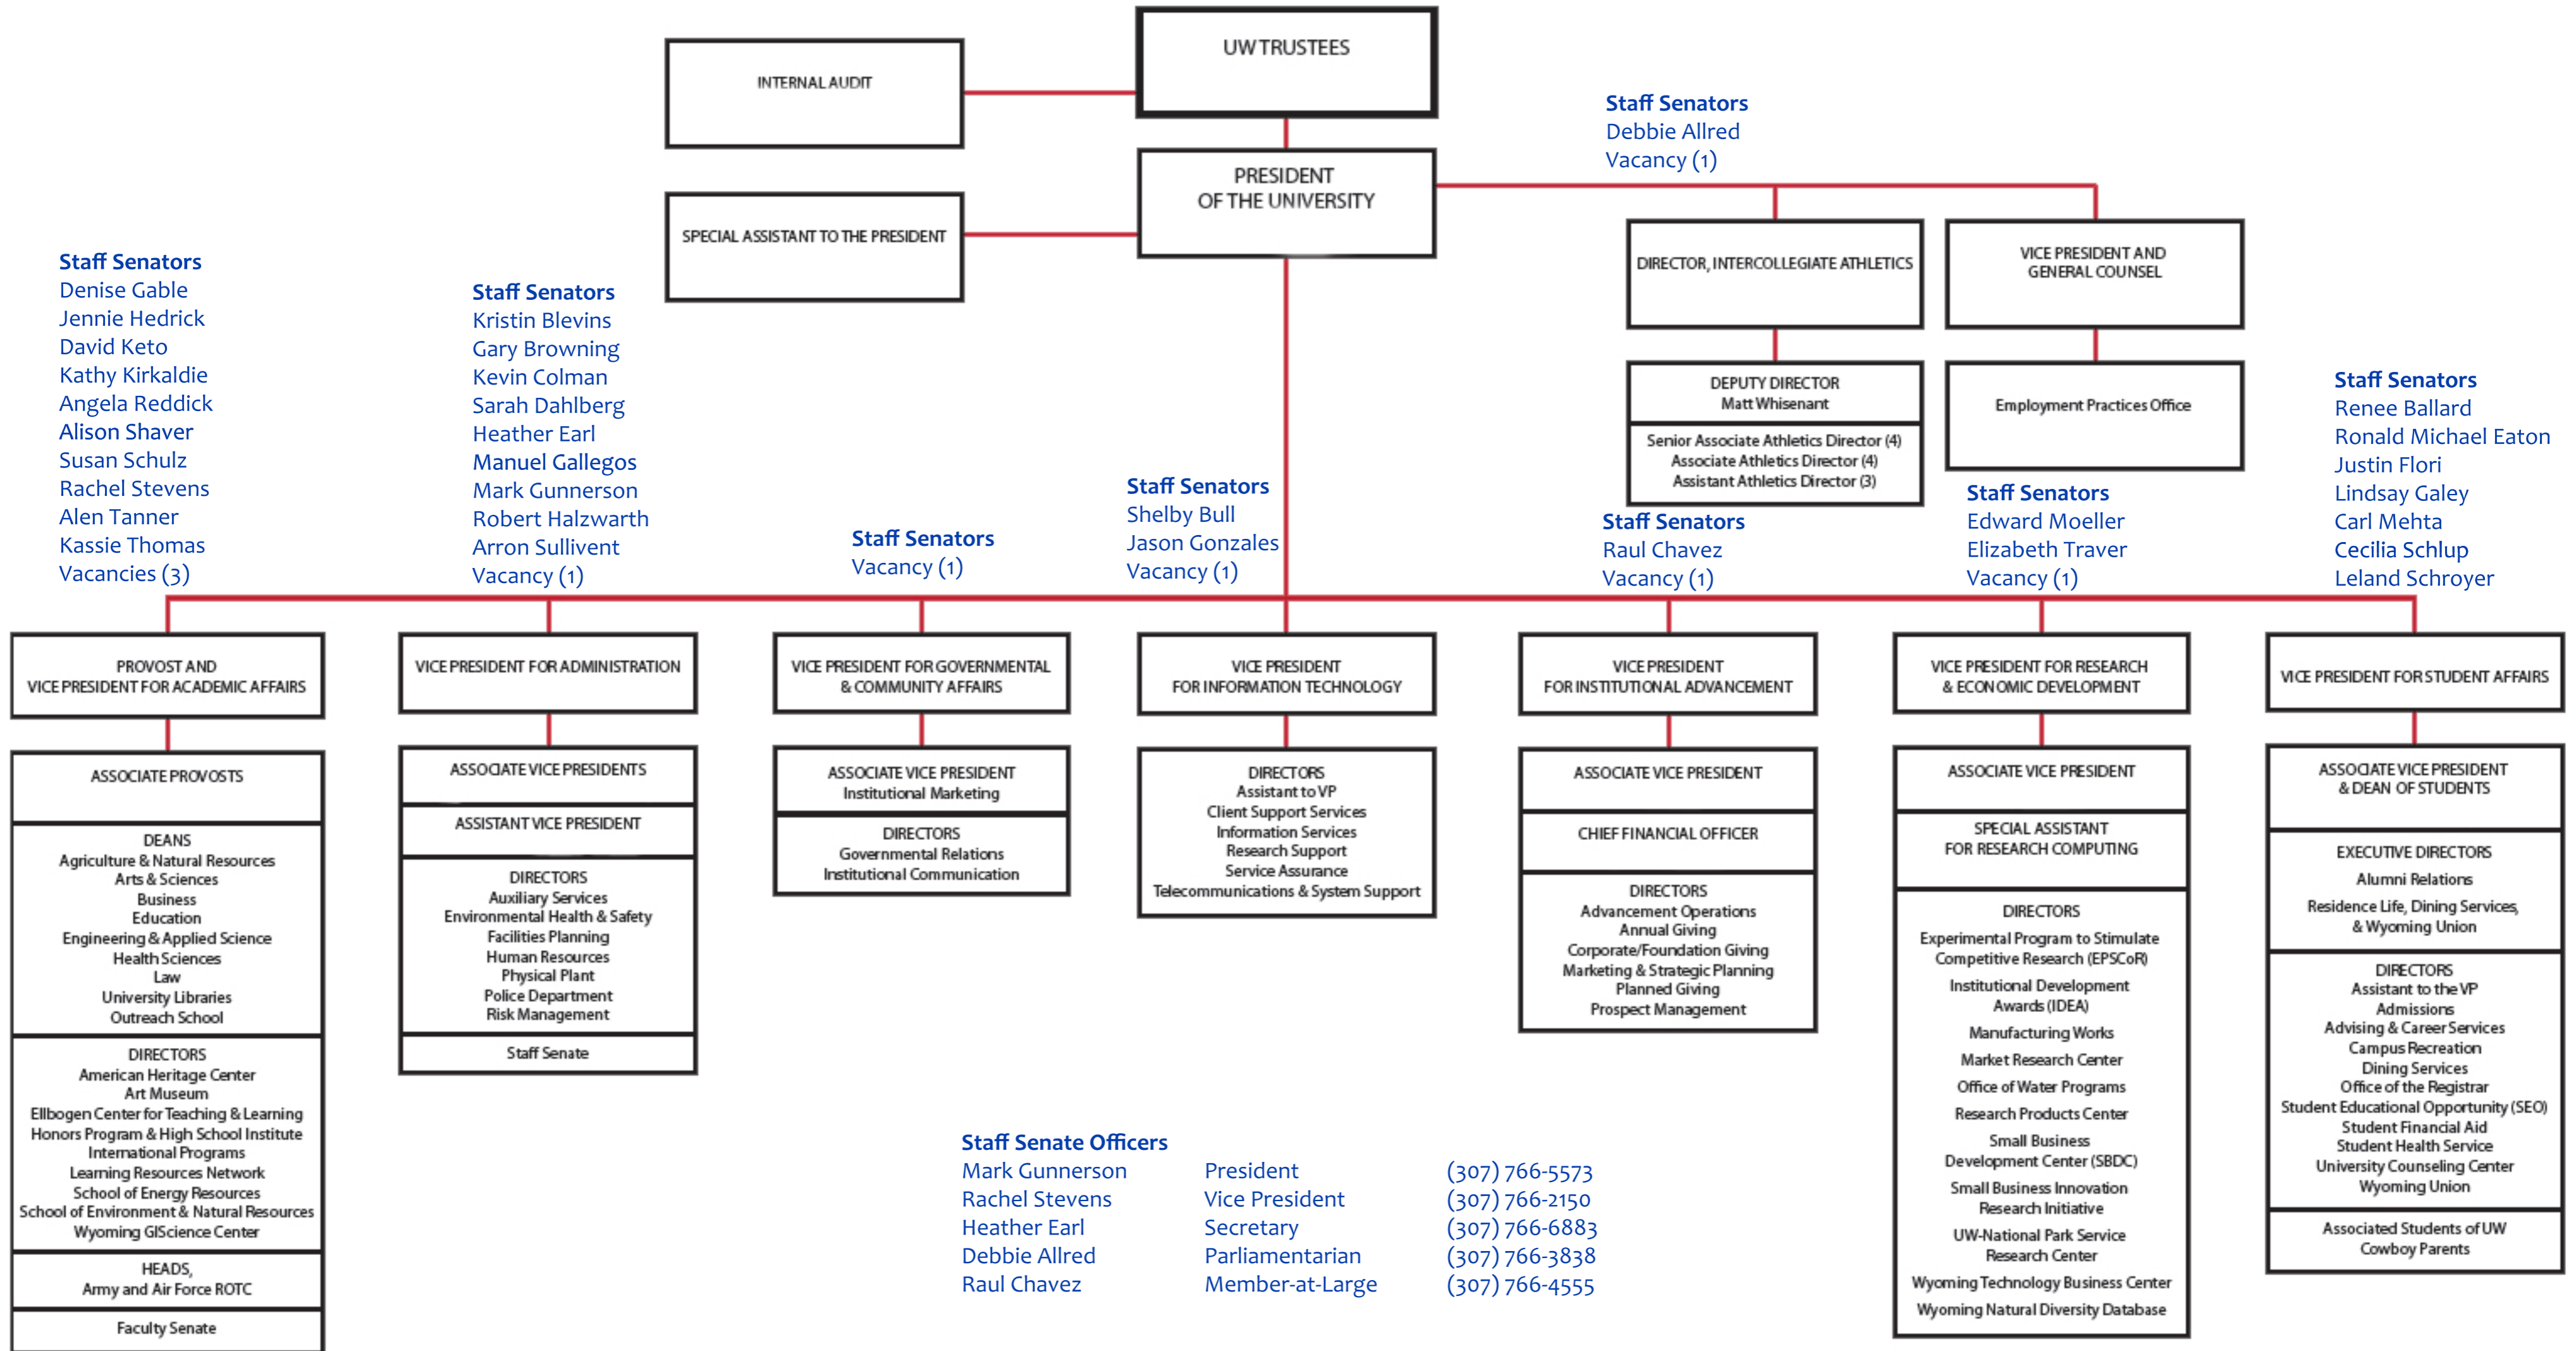 UW TRUSTEES
INTERNAL AUDIT
PRESIDENT
OF THE UNIVERSITY
SPECIAL ASSISTANT TO THE PRESIDENT
Staff Senators
Debbie Allred
Vacancy (1)
DIRECTOR, INTERCOLLEGIATE ATHLETICS
VICE PRESIDENT AND
GENERAL COUNSEL
DEPUTY DIRECTOR
Matt Whisenant
Senior Associate Athletics Director (4)
Associate Athletics Director (4)
Assistant Athletics Director (3)
Employment Practices Office
Staff Senators
Denise Gable
Jennie Hedrick
David Keto
Kathy Kirkaldie
Angela Reddick
Alison Shaver
Susan Schulz
Rachel Stevens
Alen Tanner
Kassie Thomas
Vacancies (3)
Staff Senators
Kristin Blevins
Gary Browning
Kevin Colman
Sarah Dahlberg
Heather Earl
Manuel Gallegos
Mark Gunnerson
Robert Halzwarth
Arron Sullivent
Vacancy (1)
Staff Senators
Vacancy (1)
Staff Senators
Shelby Bull
Jason Gonzales
Vacancy (1)
Staff Senators
Raul Chavez
Vacancy (1)
Staff Senators
Edward Moeller
Elizabeth Traver
Vacancy (1)
Staff Senators
Renee Ballard
Ronald Michael Eaton
Justin Flori
Lindsay Galey
Carl Mehta
Cecilia Schlup
Leland Schroyer
PROVOST AND
VICE PRESIDENT FOR ACADEMIC AFFAIRS
ASSOCIATE PROVOSTS
DEANS
Agriculture & Natural Resources
Arts & Sciences
Business
Education
Engineering & Applied Science
Health Sciences
Law
University Libraries
Outreach School
DIRECTORS
American Heritage Center
Art Museum
Ellbogen Center for Teaching & Learning
Honors Program & High School Institute
International Programs
Learning Resources Network
School of Energy Resources
School of Environment & Natural Resources
Wyoming GIScience Center
HEADS,
Army and Air Force ROTC
Faculty Senate
VICE PRESIDENT FOR ADMINISTRATION
ASSOCIATE VICE PRESIDENTS
ASSISTANT VICE PRESIDENT
DIRECTORS
Auxiliary Services
Environmental Health & Safety
Facilities Planning
Human Resources
Physical Plant
Police Department
Risk Management
Staff Senate
VICE PRESIDENT FOR GOVERNMENTAL
& COMMUNITY AFFAIRS
ASSOCIATE VICE PRESIDENT
Institutional Marketing
DIRECTORS
Governmental Relations
Institutional Communication
VICE PRESIDENT
FOR INFORMATION TECHNOLOGY
DIRECTORS
Assistant to VP
Client Support Services
Information Services
Research Support
Service Assurance
Telecommunications & System Support
VICE PRESIDENT
FOR INSTITUTIONAL ADVANCEMENT
ASSOCIATE VICE PRESIDENT
CHIEF FINANCIAL OFFICER
DIRECTORS
Advancement Operations
Annual Giving
Corporate/Foundation Giving
Marketing & Strategic Planning
Planned Giving
Prospect Management
VICE PRESIDENT FOR RESEARCH
& ECONOMIC DEVELOPMENT
ASSOCIATE VICE PRESIDENT
SPECIAL ASSISTANT
FOR RESEARCH COMPUTING
DIRECTORS
Experimental Program to Stimulate
Competitive Research (EPSCoR)
Institutional Development
Awards (IDEA)
Manufacturing Works
Market Research Center
Office of Water Programs
Research Products Center
Small Business
Development Center (SBDC)
Small Business Innovation
Research Initiative
UW-National Park Service
Research Center
Wyoming Technology Business Center
Wyoming Natural Diversity Database
VICE PRESIDENT FOR STUDENT AFFAIRS
ASSOCIATE VICE PRESIDENT
& DEAN OF STUDENTS
EXECUTIVE DIRECTORS
Alumni Relations
Residence Life, Dining Services,
& Wyoming Union
DIRECTORS
Assistant to the VP
Admissions
Advising & Career Services
Campus Recreation
Dining Services
Office of the Registrar
Student Educational Opportunity (SEO)
Student Financial Aid
Student Health Service
University Counseling Center
Wyoming Union
Associated Students of UW
Cowboy Parents
Staff Senate Officers
Mark Gunnerson President (307) 766-5573
Rachel Stevens Vice President (307) 766-2150
Heather Earl Secretary (307) 766-6883
Debbie Allred Parliamentarian (307) 766-3838
Raul Chavez Member-at-Large (307) 766-4555